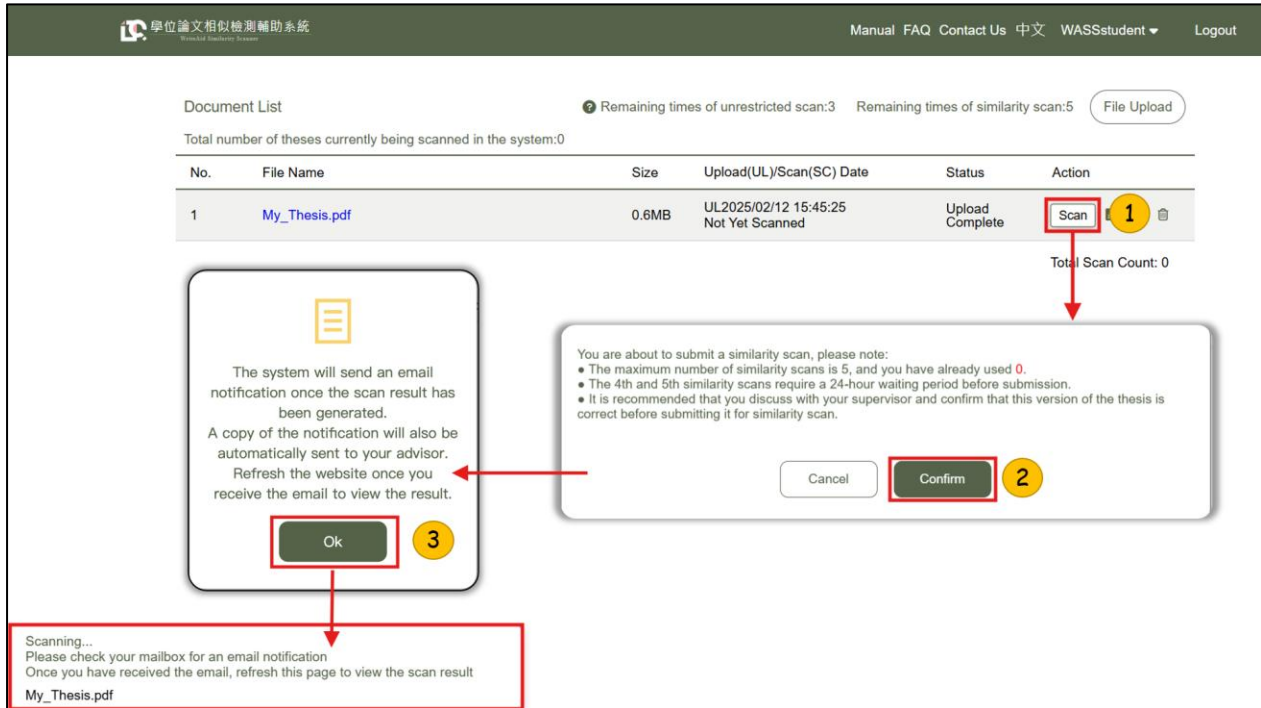 學位論文相似檢測輔助系統
Manual FAQ Contact Us 中文 WASSstudent Logout
Document List
Remaining times of unrestricted scan:3 Remaining times of similarity scan:5 File Upload
Total number of theses currently being scanned in the system:0
No. File Name Size Upload(UL)/Scan(SC) Date Status Action
1 My_Thesis.pdf 0.6MB UL2025/02/12 15:45:25 Upload Scan 1
Not Yet Scanned Complete
Total Scan Count: 0
You are about to submit a similarity scan, please note:
● The maximum number of similarity scans is 5, and you have already used 0.
● The 4th and 5th similarity scans require a 24-hour waiting period before submission.
● It is recommended that you discuss with your supervisor and confirm that this version of the thesis is
correct before submitting it for similarity scan.
Cancel Confirm 2
The system will send an email
notification once the scan result has
been generated.
A copy of the notification will also be
automatically sent to your advisor.
Refresh the website once you
receive the email to view the result.
Ok 3
Scanning...
Please check your mailbox for an email notification
Once you have received the email, refresh this page to view the scan result
My_Thesis.pdf